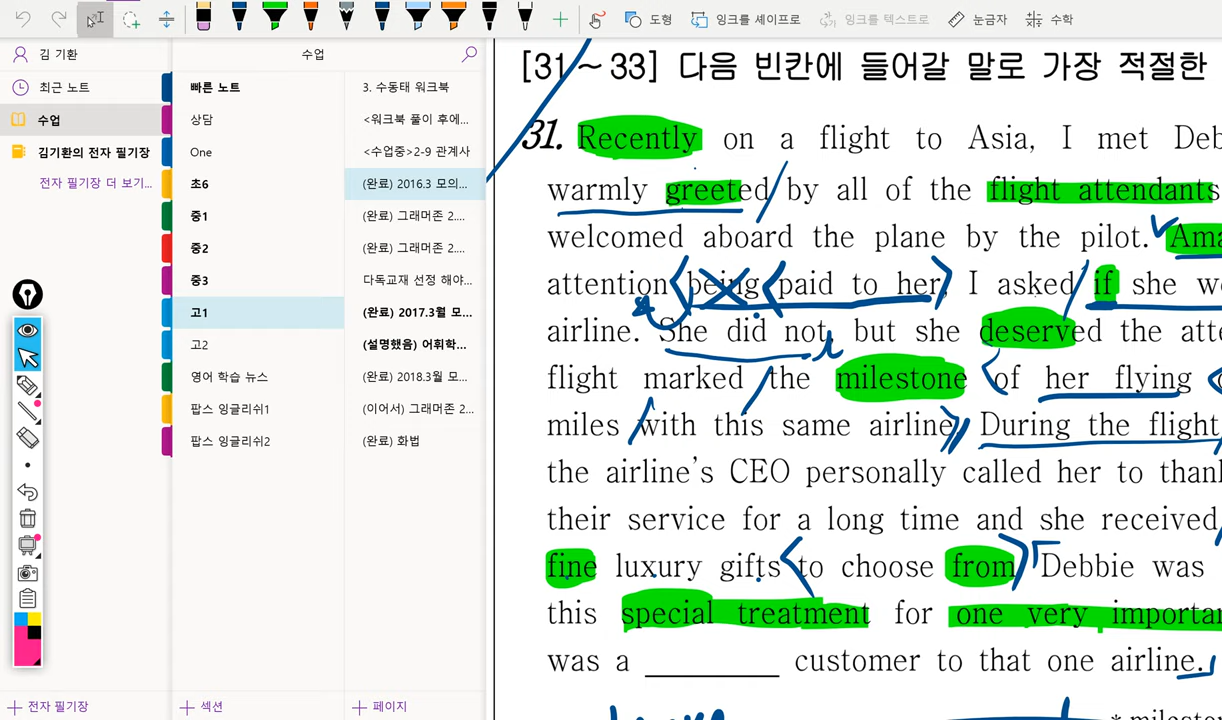 도형
잉크를 셰이프로
잉크를 텍스트로
눈금자
수학
김 기환
최근 노트
수업
김기환의 전자 필기장
전자 필기장 더 보기...
수업
빠른 노트
상담
One
초6
중1
중2
중3
고1
고2
영어 학습 뉴스
팝스 잉글리쉬1
팝스 잉글리쉬2
3. 수동태 워크북
<워크북 풀이 후에...
<수업중>2-9 관계사
(완료) 2016.3 모의...
(완료) 그래머존 2....
(완료) 그래머존 2....
다독교재 선정 해야...
(완료) 2017.3월 모...
(설명했음) 어휘학...
(완료) 2018.3월 모...
(이어서) 그래머존 2...
(완료) 화법
전자 필기장
섹션
페이지
[31～33] 다음 빈칸에 들어갈 말로 가장 적절한
31. Recently on a flight to Asia, I met Deb
warmly greeted by all of the flight attendants
welcomed aboard the plane by the pilot. Ama
attention being paid to her, I asked if she wo
airline. She did not, but she deserved the atte
flight marked the milestone of her flying
miles with this same airline. During the flight
the airline's CEO personally called her to thank
their service for a long time and she received
fine luxury gifts to choose from. Debbie was
this special treatment for one very importa
was a ________ customer to that one airline.
* milestone